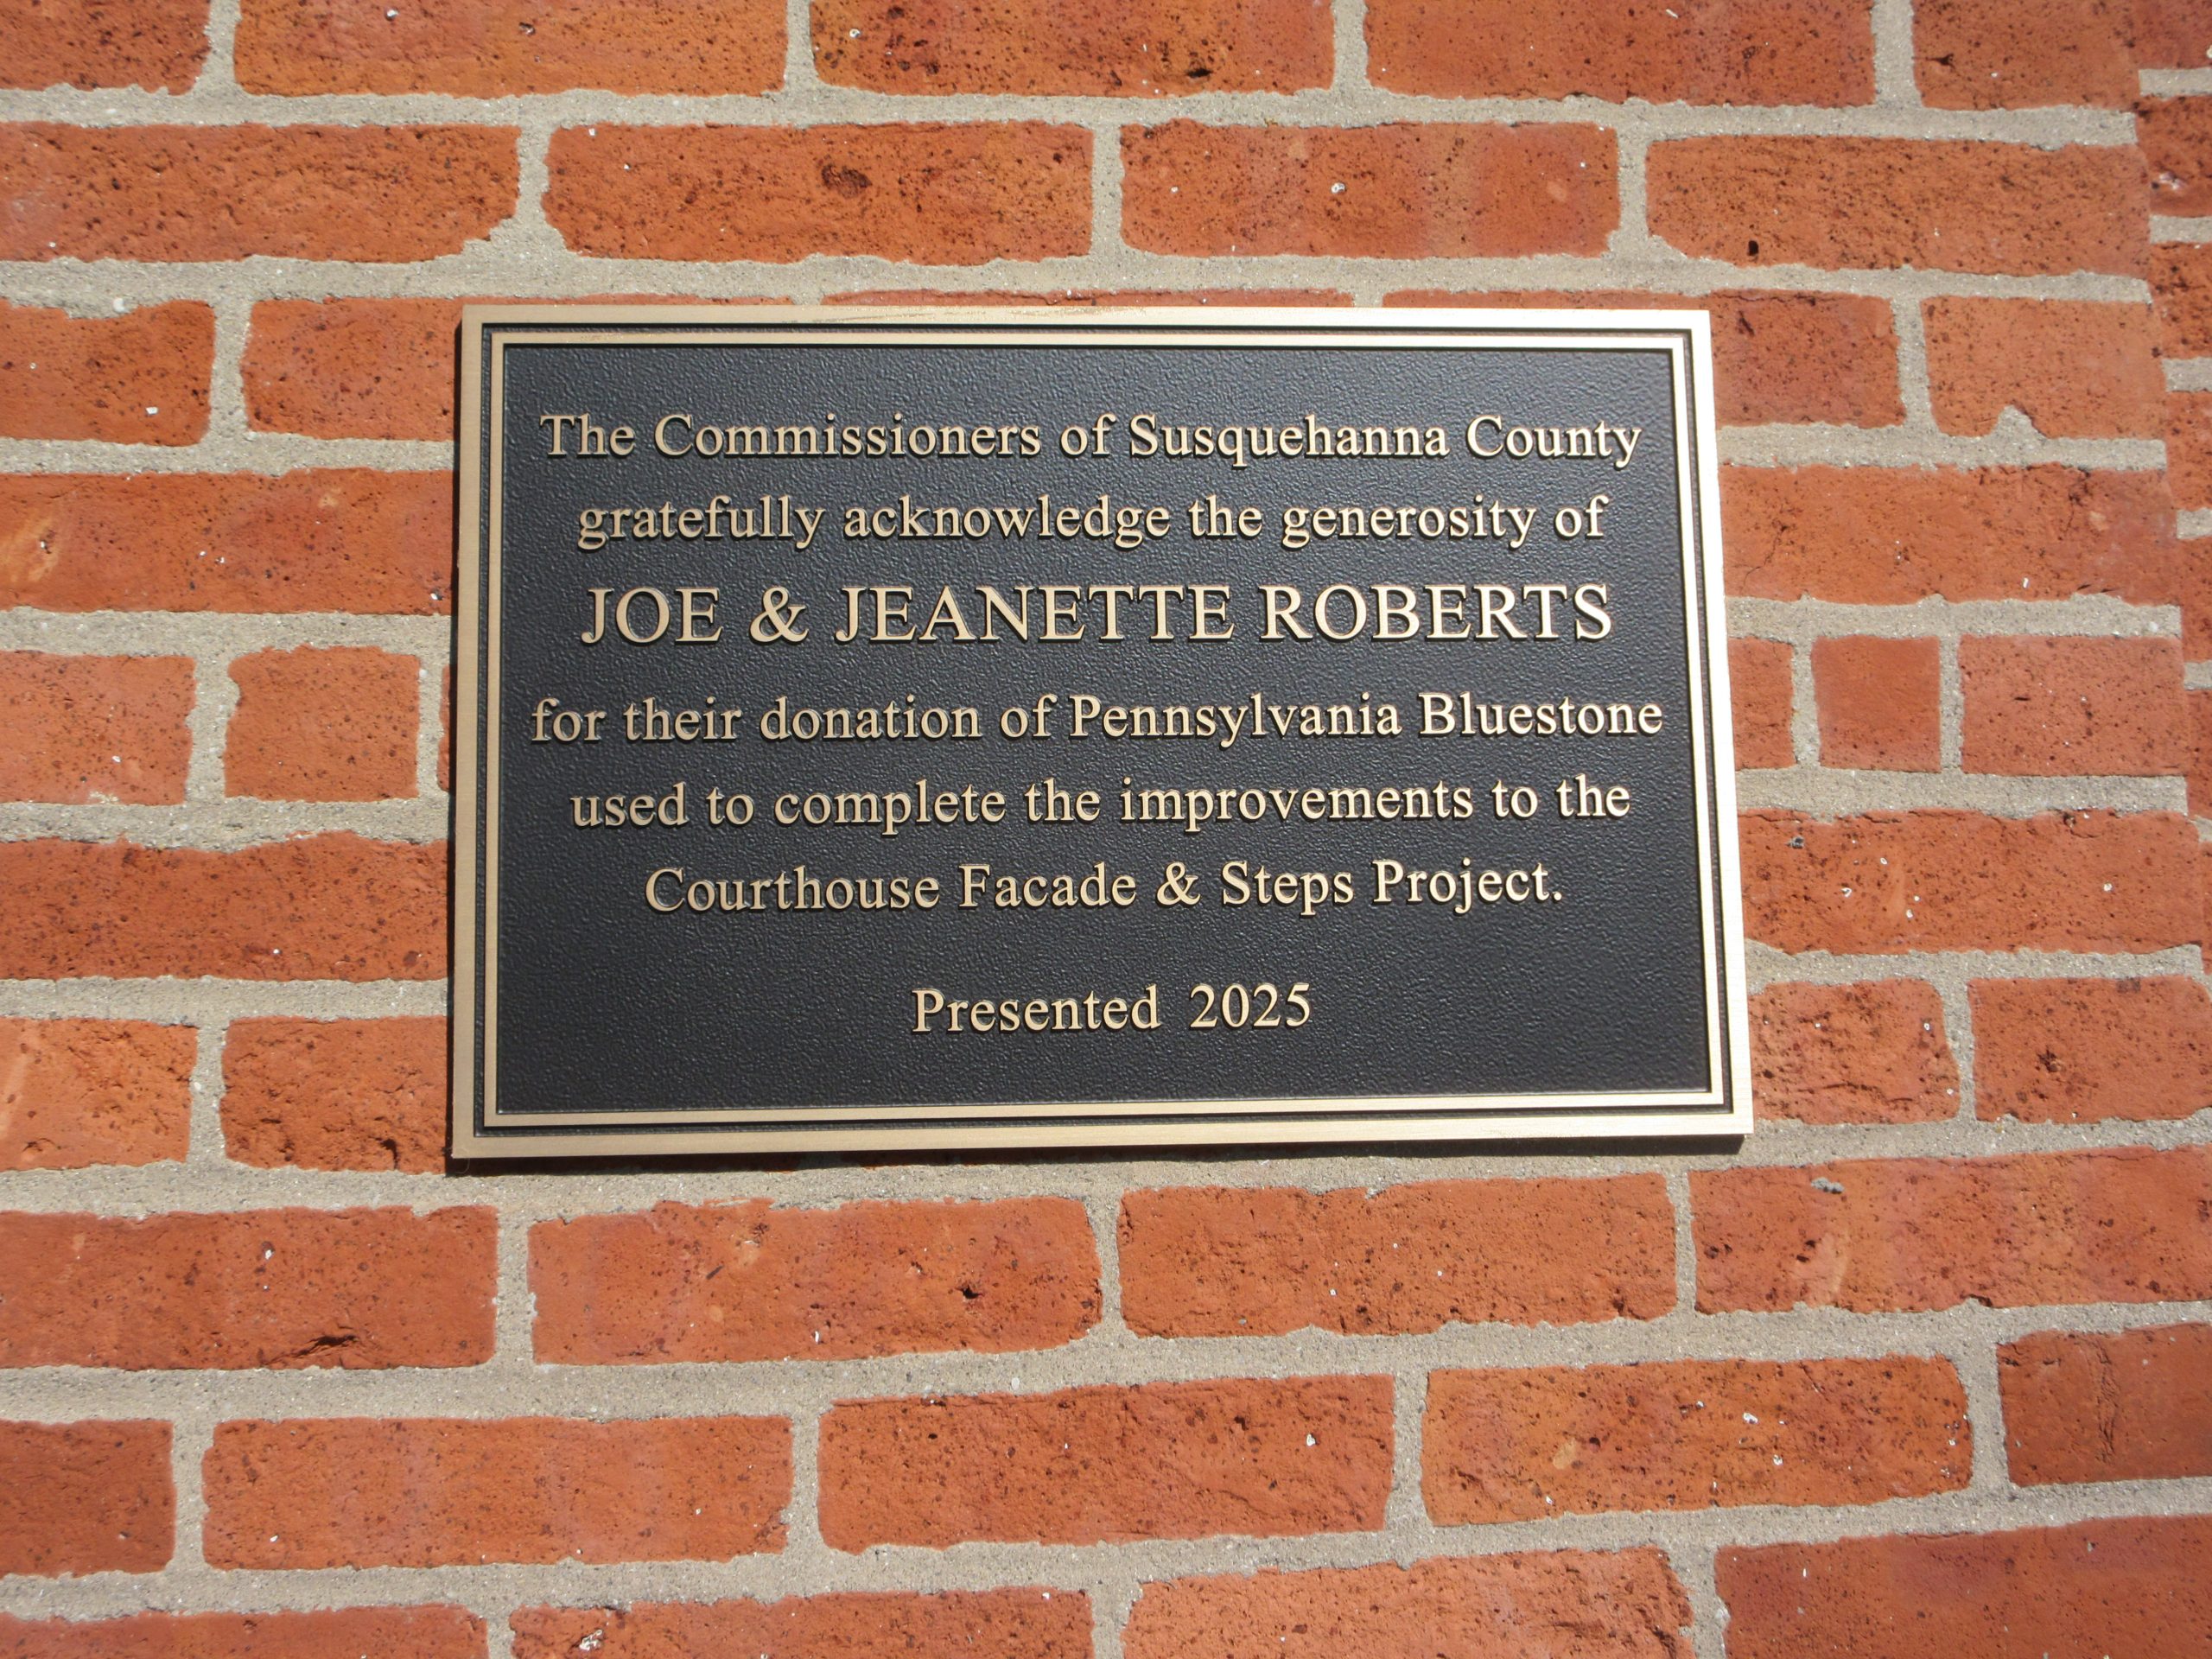 The Commissioners of Susquehanna County
gratefully acknowledge the generosity of
JOE & JEANETTE ROBERTS
for their donation of Pennsylvania Bluestone
used to complete the improvements to the
Courthouse Facade & Steps Project.
Presented 2025